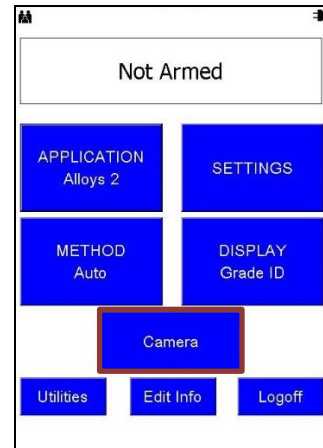 Not Armed
APPLICATION
Alloys 2
SETTINGS
METHOD
Auto
DISPLAY
Grade ID
Camera
Utilities
Edit Info
Logoff